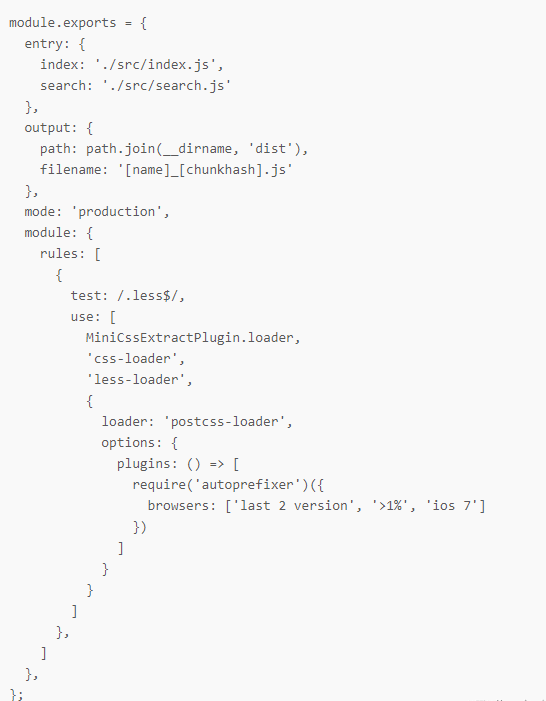 module.exports = {
  entry: {
    index: './src/index.js',
    search: './src/search.js'
  },
  output: {
    path: path.join(__dirname, 'dist'),
    filename: '[name]_[chunkhash].js'
  },
  mode: 'production',
  module: {
    rules: [
      {
        test: /.less$/,
        use: [
          MiniCssExtractPlugin.loader,
          'css-loader',
          'less-loader',
          {
            loader: 'postcss-loader',
            options: {
              plugins: () => [
                require('autoprefixer')({
                  browsers: ['last 2 version', '>1%', 'ios 7']
                })
              ]
            }
          }
        ]
      },
    ]
  },
};